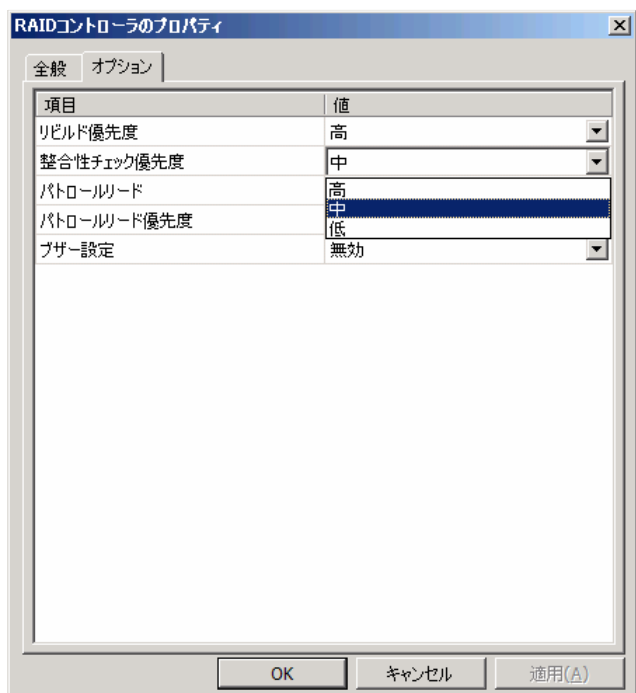 RAIDコントローラのプロパティ
全般 オプション
項目 値
リビルド優先度 高
整合性チェック優先度 中
パトロールリード 高
中
パトロールリード優先度 低
ブザー設定 無効
OK キャンセル 適用(A)